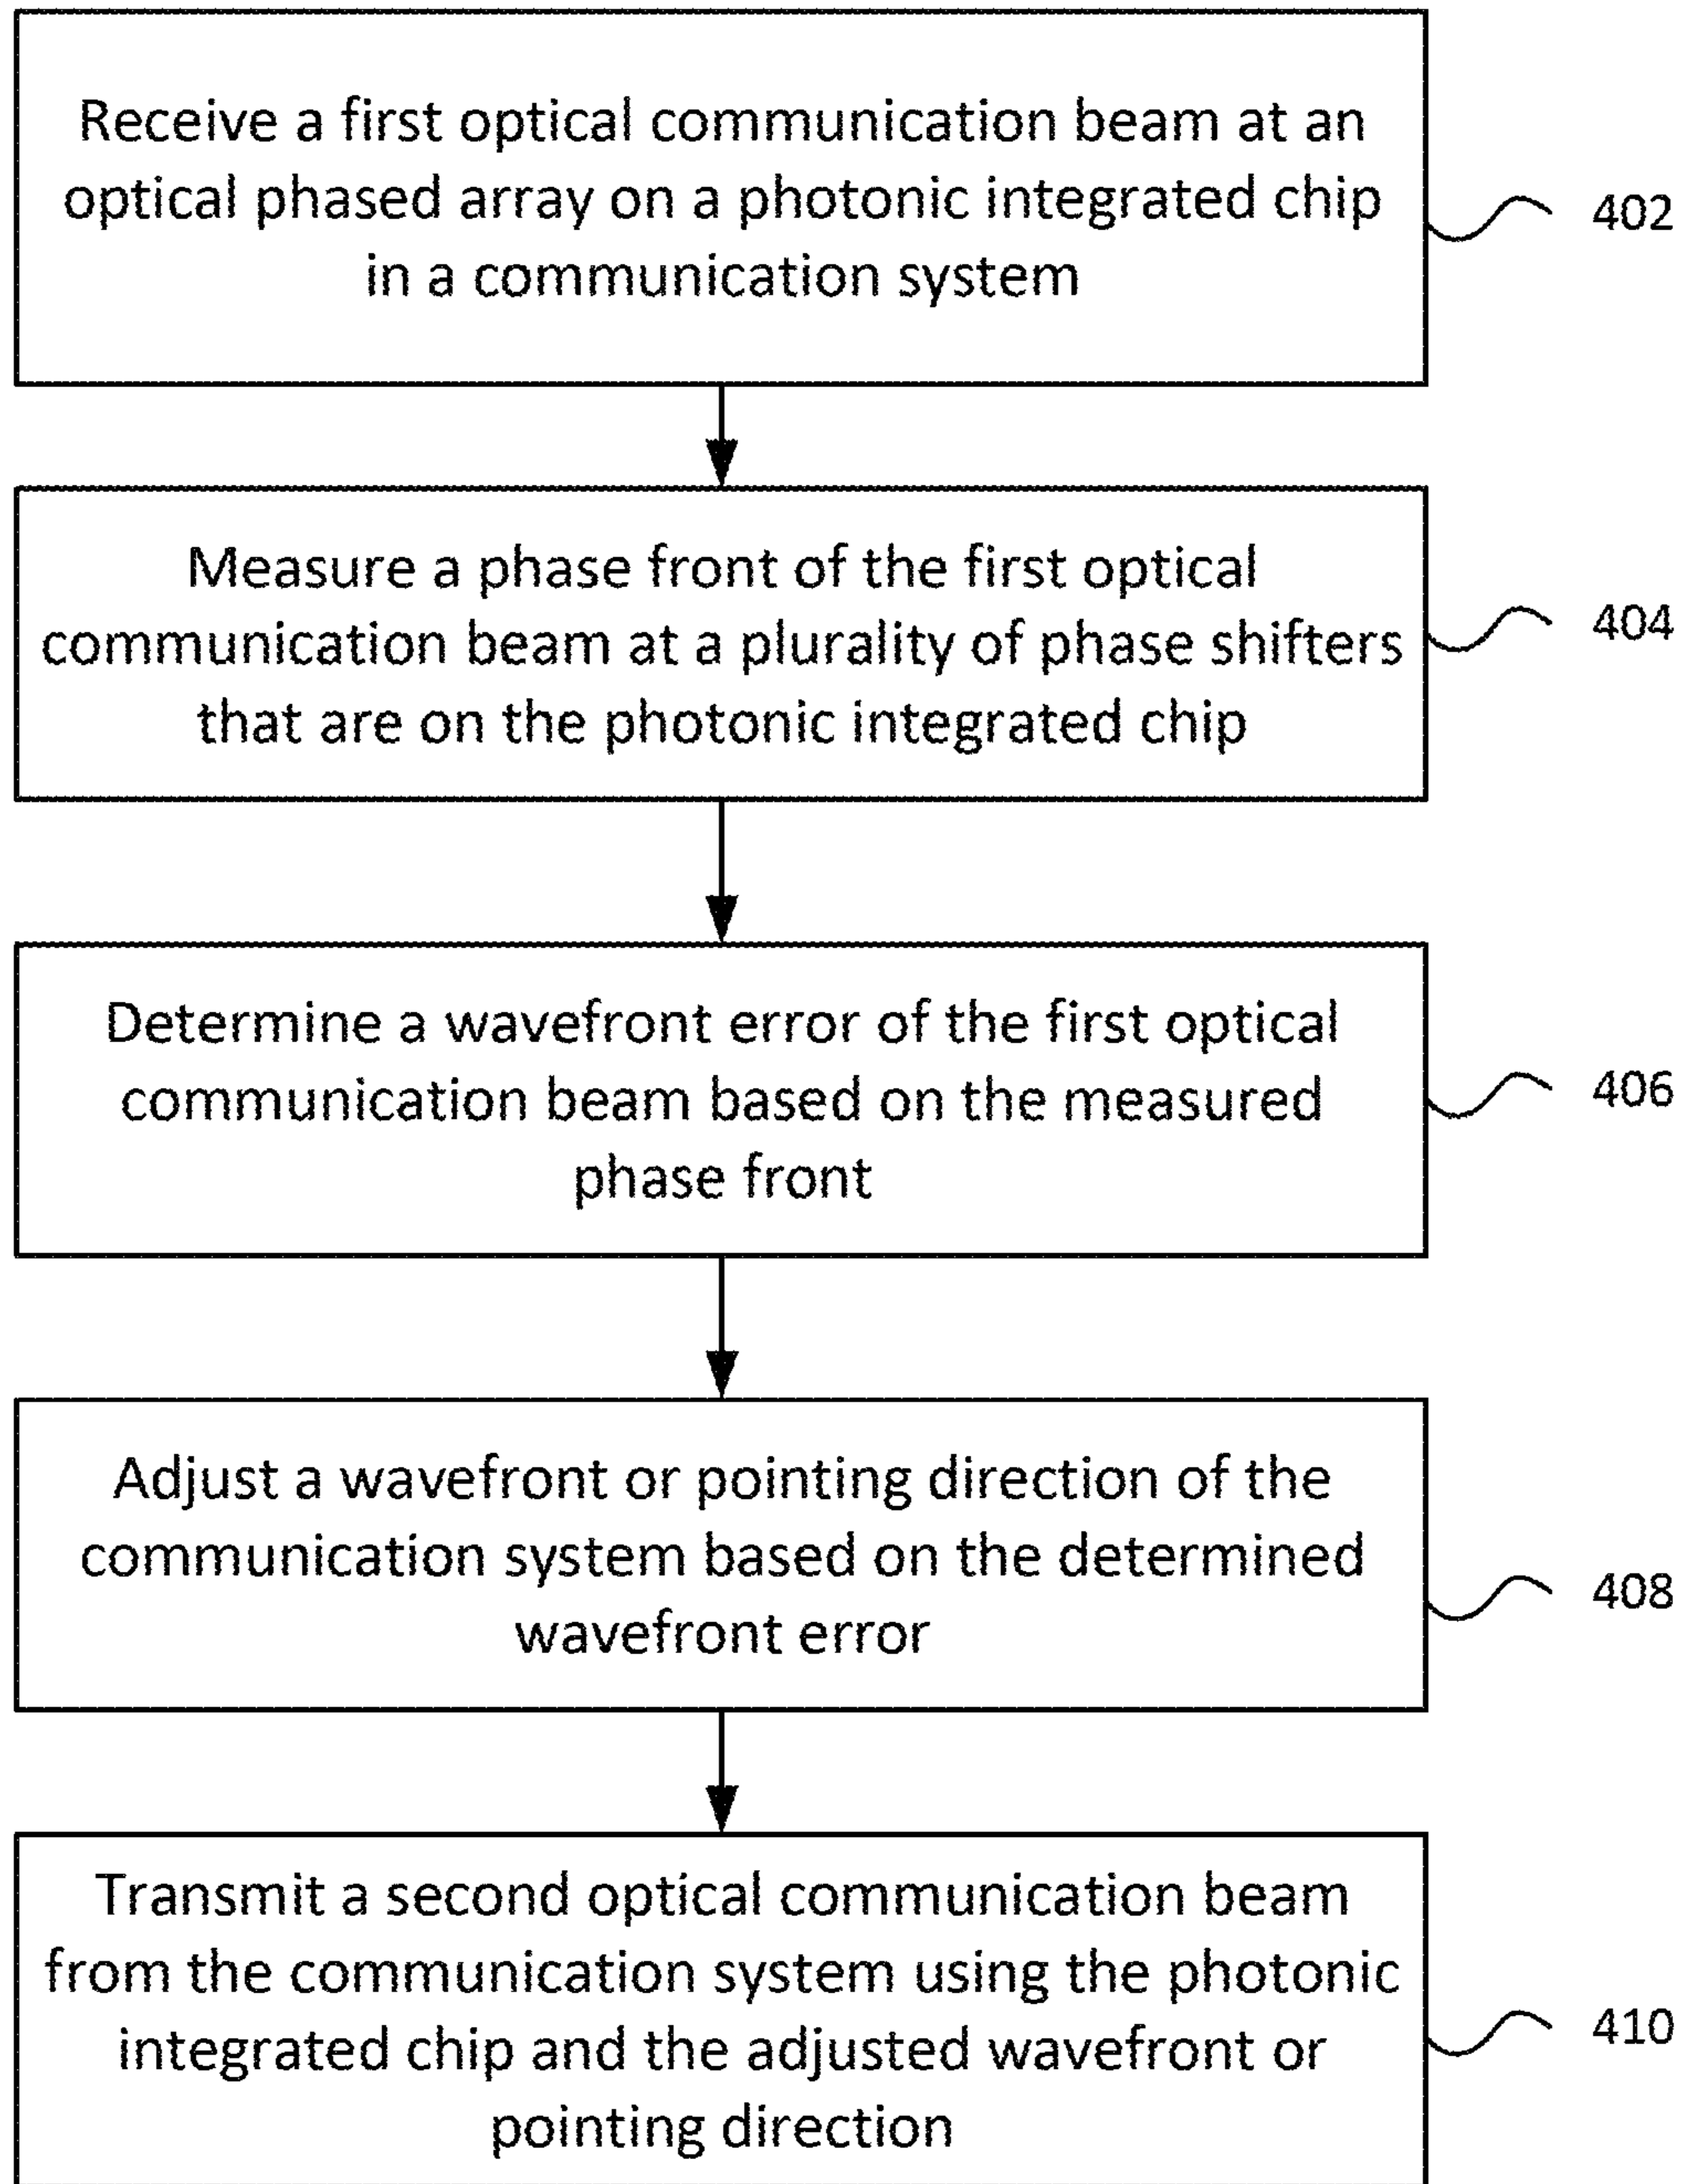 Receive a first optical communication beam at an
optical phased array on a photonic integrated chip
in a communication system
402
Measure a phase front of the first optical
communication beam at a plurality of phase shifters
that are on the photonic integrated chip
404
Determine a wavefront error of the first optical
communication beam based on the measured
phase front
406
Adjust a wavefront or pointing direction of the
communication system based on the determined
wavefront error
408
Transmit a second optical communication beam
from the communication system using the photonic
integrated chip and the adjusted wavefront or
pointing direction
410